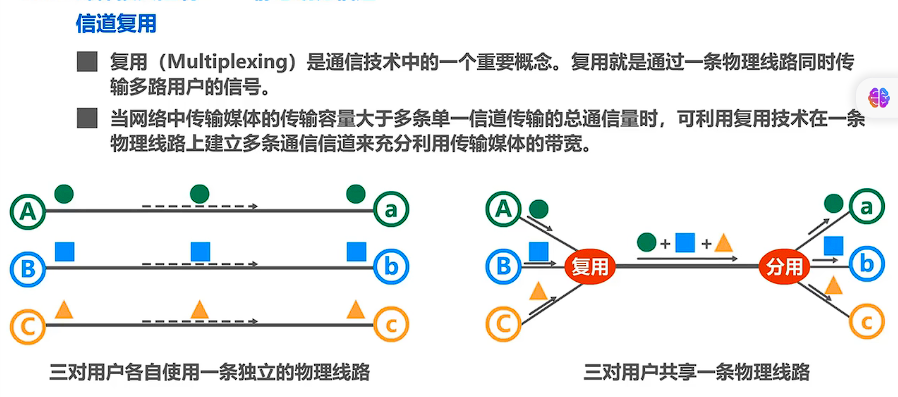 信道复用
复用（Multiplexing）是通信技术中的一个重要概念。复用就是通过一条物理线路同时传
输多路用户的信号。
当网络中传输媒体的传输容量大于多条单一信道传输的总通信量时，可利用复用技术在一条
物理线路上建立多条通信信道来充分利用传输媒体的带宽。
A a
B b
C c
三对用户各自使用一条独立的物理线路
A a
+ +
B 复用 分用 b
C c
三对用户共享一条物理线路